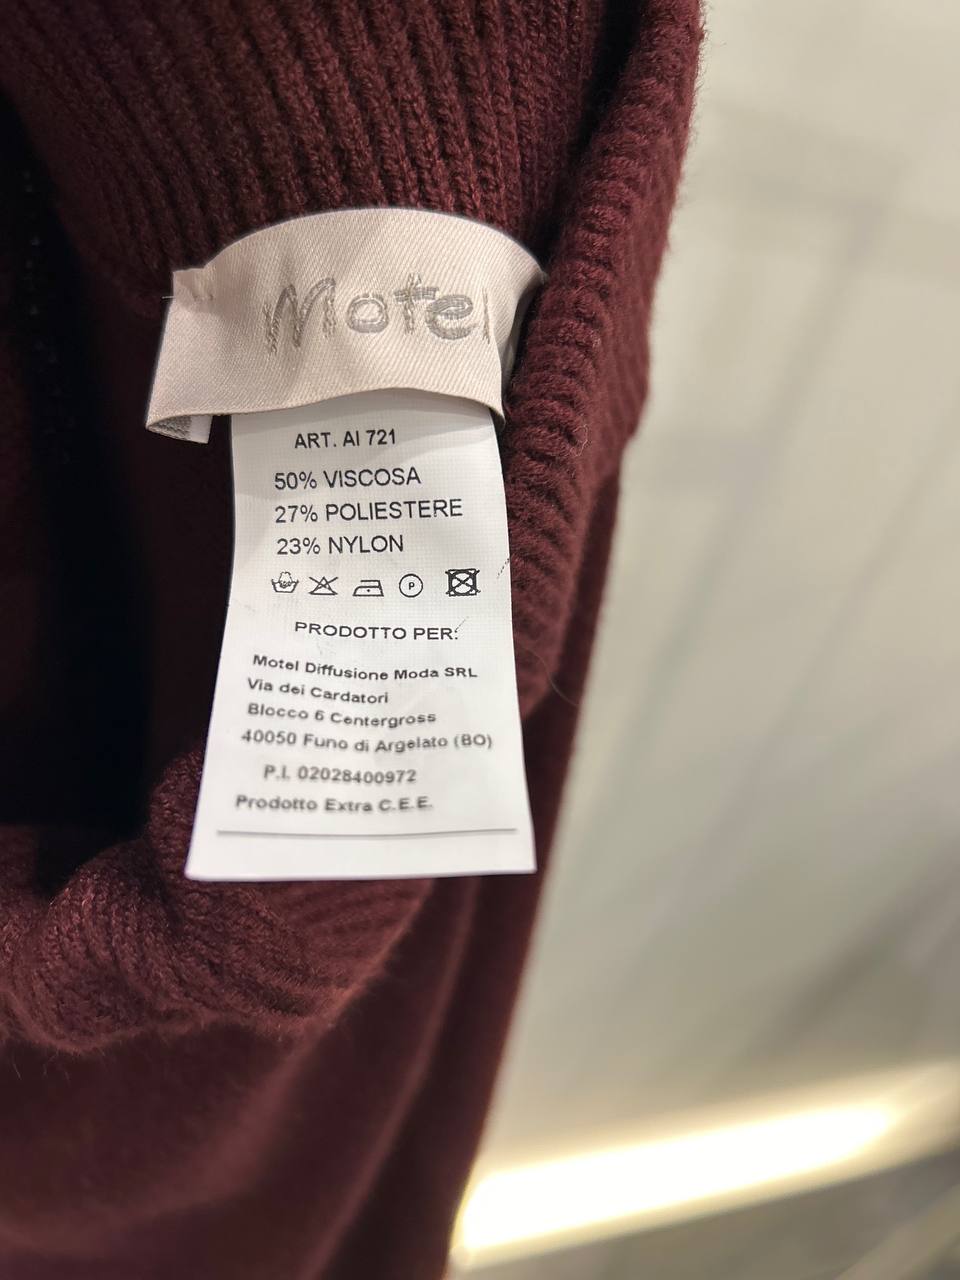 Motel
ART. AI 721
50% VISCOSA
27% POLIESTERE
23% NYLON
P
PRODOTTO PER:
Motel Diffusione Moda SRL
Via dei Cardatori
Blocco 6 Centergross
40050 Funo di Argelato (BO)
P.I. 02028400972
Prodotto Extra C.E.E.